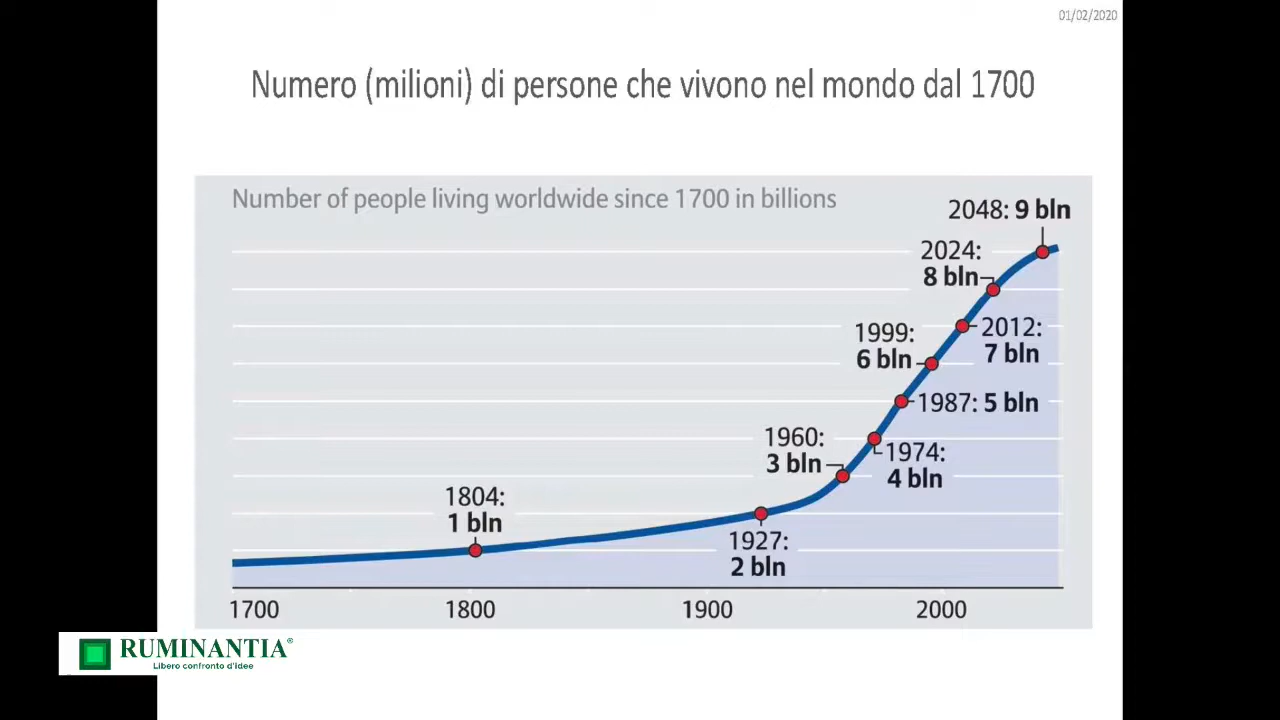 01/02/2020
Numero (milioni) di persone che vivono nel mondo dal 1700
Number of people living worldwide since 1700 in billions
2048: 9 bln
2024:
8 bln
2012:
7 bln
1999:
6 bln
1987: 5 bln
1974:
4 bln
1960:
3 bln
1927:
2 bln
1804:
1 bln
1700 1800 1900 2000
RUMINANTIA®
Libero confronto d'idee